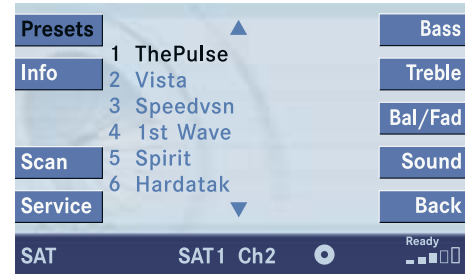 Presets
Info
Scan
Service
1 ThePulse
2 Vista
3 Speedvsn
4 1st Wave
5 Spirit
6 Hardatak
Bass
Treble
Bal/Fad
Sound
Back
SAT
SAT1 Ch2
Ready